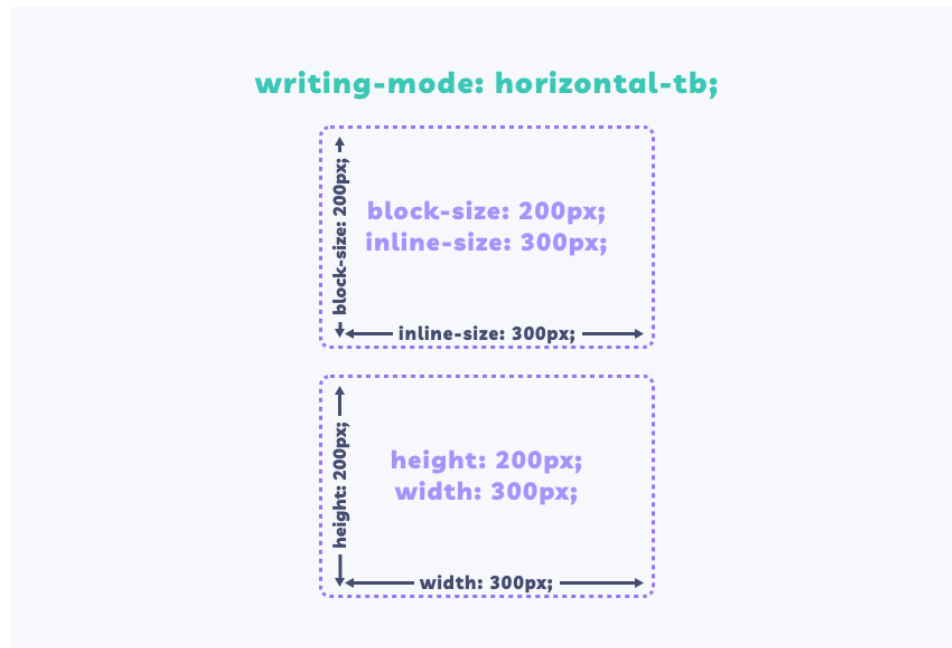 writing-mode: horizontal-tb;
block-size: 200px;
block-size: 200px;
inline-size: 300px;
inline-size: 300px;
height: 200px;
height: 200px;
width: 300px;
width: 300px;